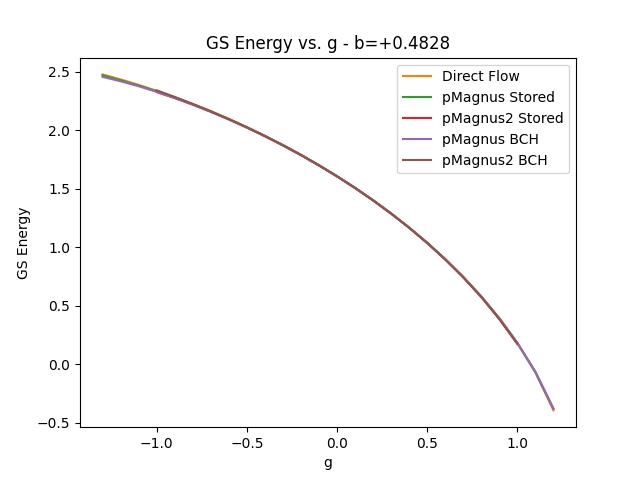 GS Energy vs. g - b=+0.4828
Direct Flow
pMagnus Stored
pMagnus2 Stored
pMagnus BCH
pMagnus2 BCH
GS Energy
2.5
2.0
1.5
1.0
0.5
0.0
−0.5
−1.0 −0.5 0.0 0.5 1.0
g